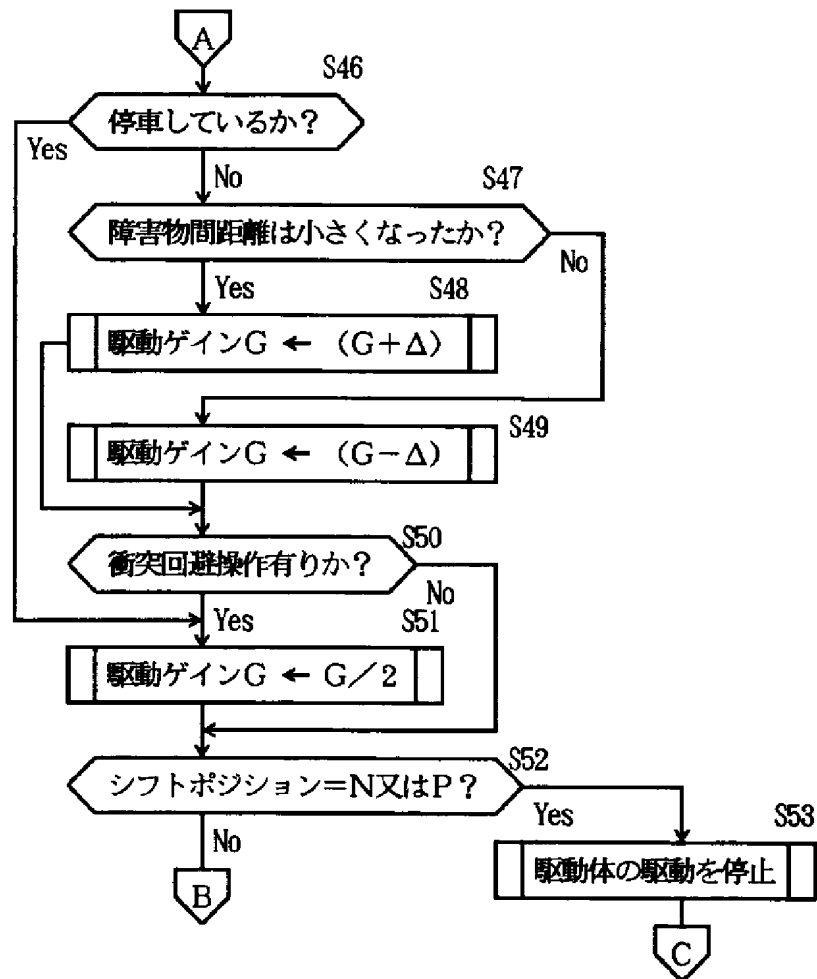 A
S46
停車しているか?
Yes
No
S47
障害物間距離は小さくなったか?
No
Yes
S48
駆動ゲインG ← (G+Δ)
S49
駆動ゲインG ← (G-Δ)
S50
衝突回避操作有りか?
No
Yes
S51
駆動ゲインG ← G/2
S52
シフトポジション=N又はP?
Yes
S53
No
駆動体の駆動を停止
B
C